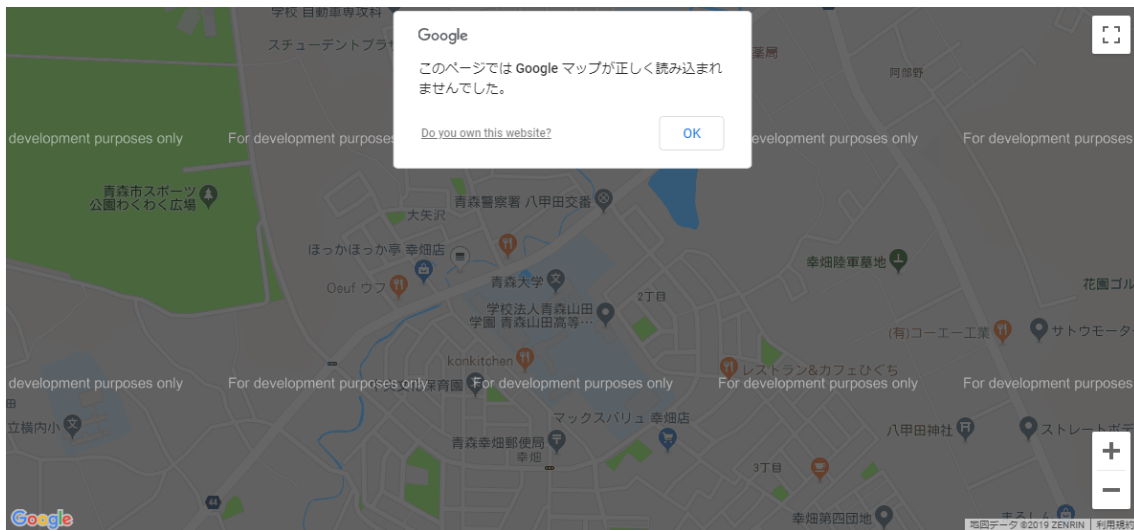 学校 自動車専攻科
スチューデントプラ
薬局
阿部野
Google
このページでは Google マップが正しく読み込まれ
ませんでした。
Do you own this website?
OK
development purposes only
For development purposes
evelopment purposes only
For development purposes
青森市スポーツ
公園わくわく広場
青森警察署 八甲田交番
大矢沢
ほっかほっか亭 幸畑店
幸畑陸軍墓地
Oeuf ウフ
青森大学
花園ゴル
2丁目
学校法人青森山田
学園 青森山田高等…
(有)コーエー工業
サトウモータ
konkitchen
レストラン&カフェひぐち
development purposes only
For development purposes only
保育園
For development purposes only
For development purposes only
For development purposes
田
立横内小
マックスバリュ 幸畑店
八甲田神社
ストレートボデ
青森幸畑郵便局
幸畑
+
3丁目
−
44
幸畑第四団地
まるしん
Google
地図データ ©2019 ZENRIN
利用規約